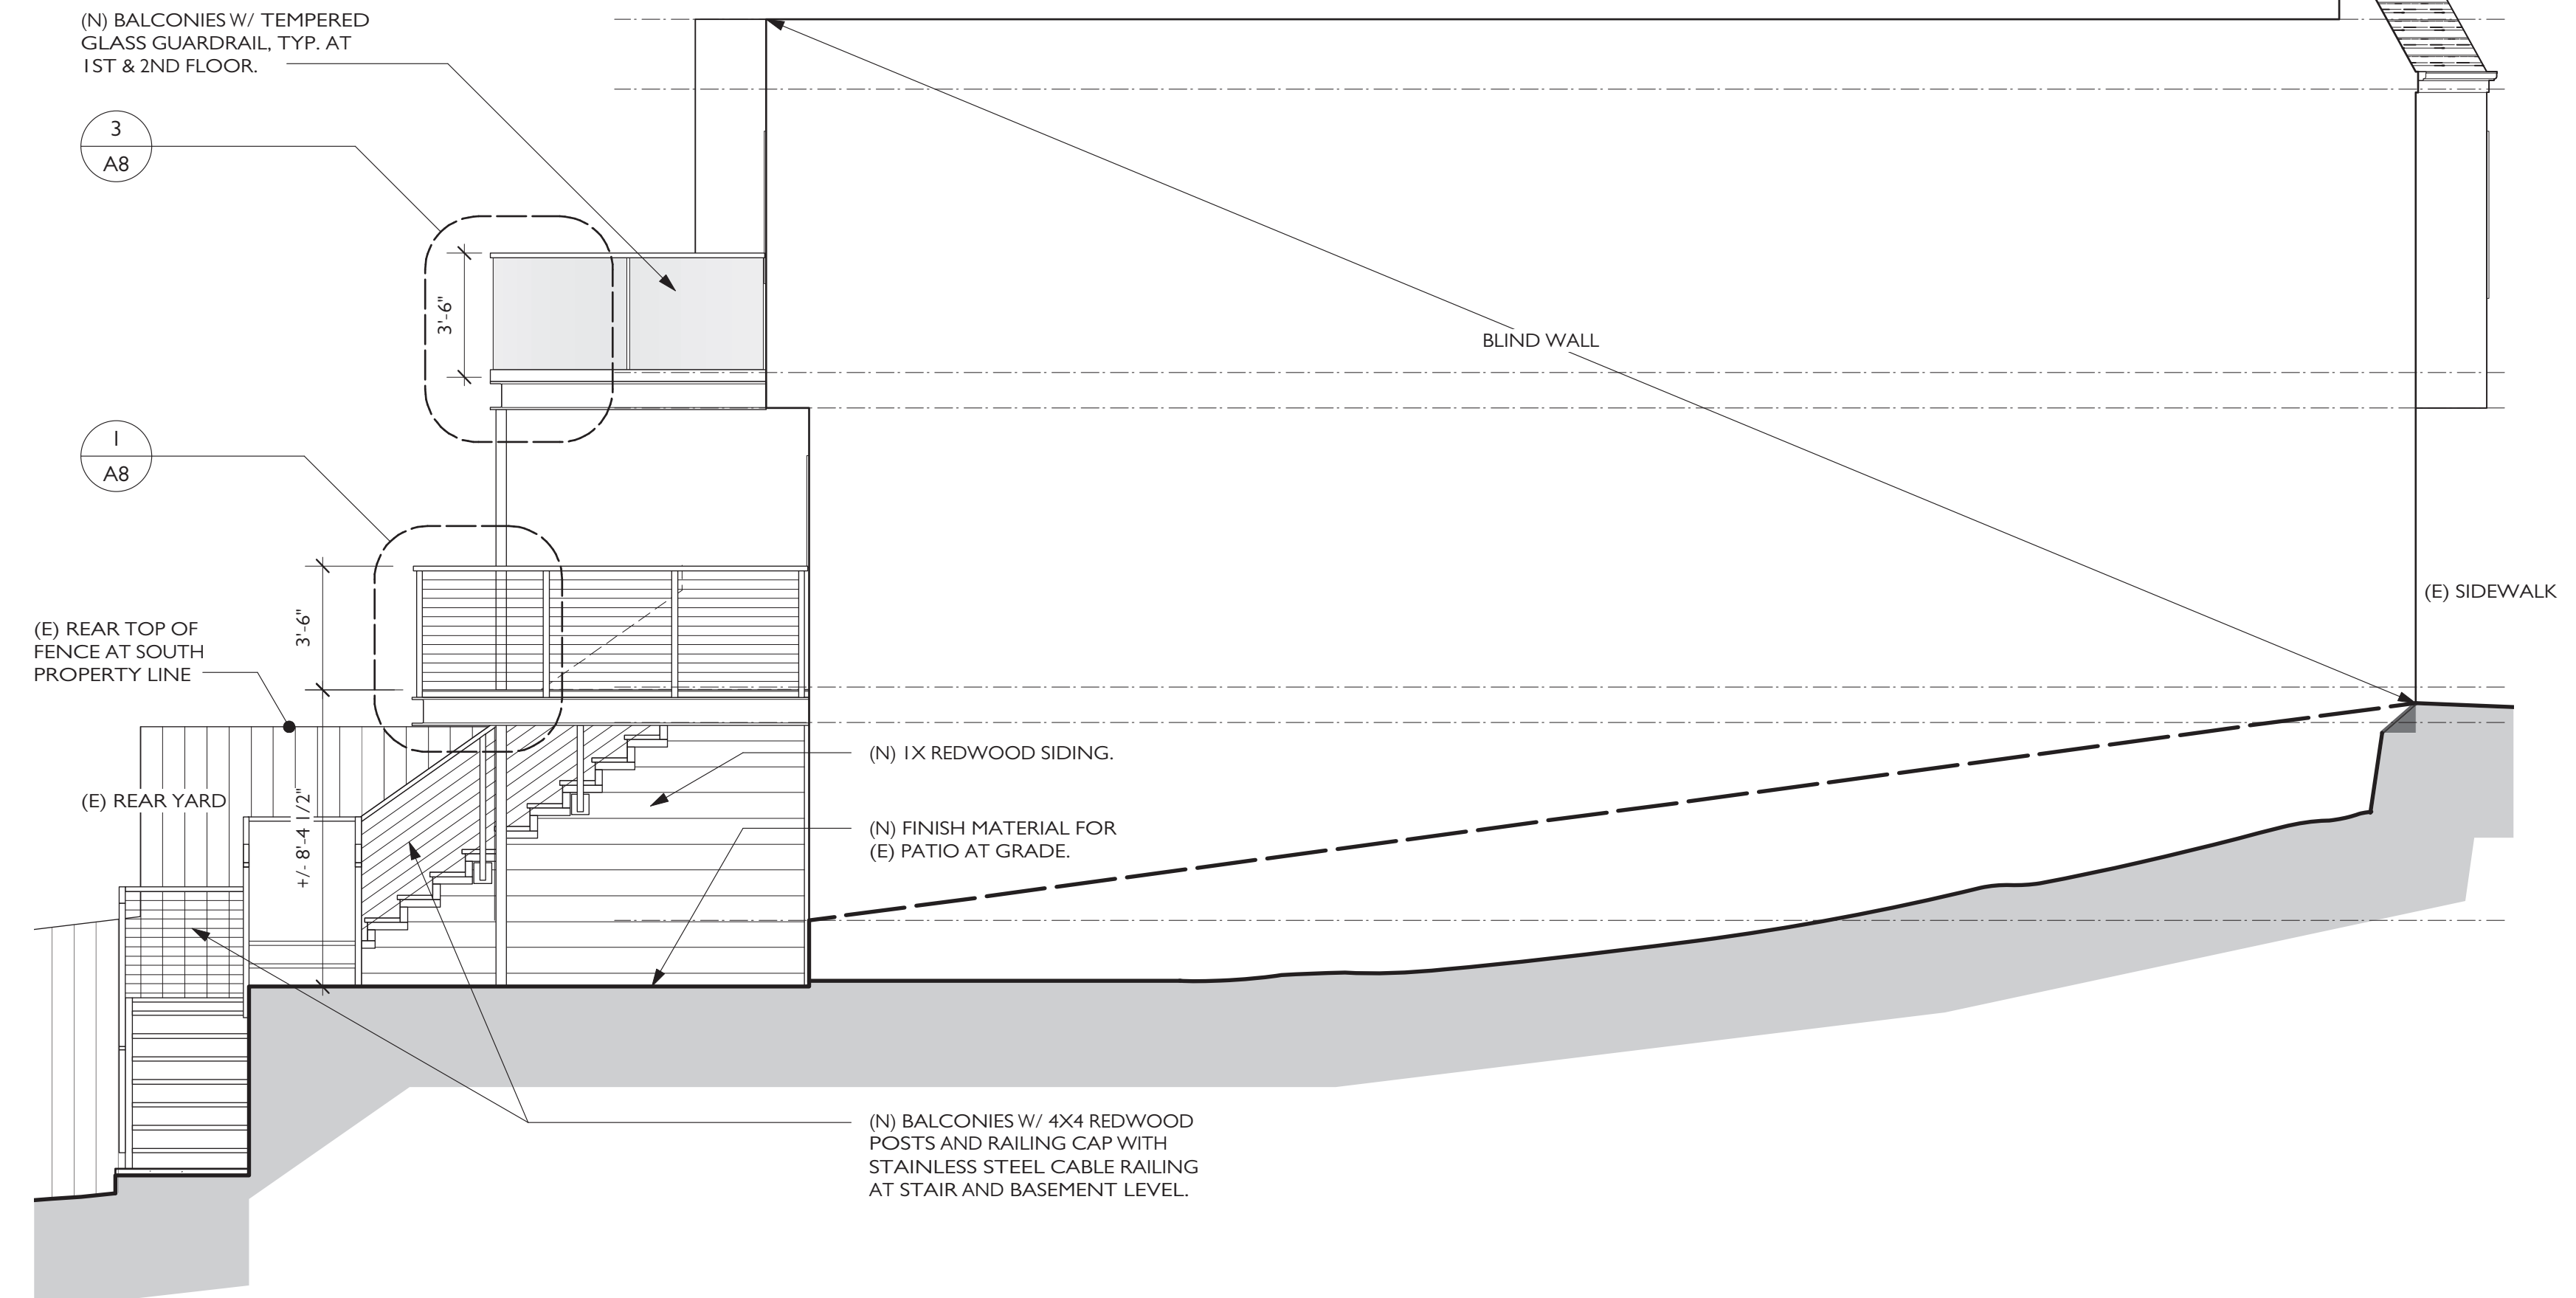 (N) BALCONIES W/ TEMPERED
GLASS GUARDRAIL, TYP. AT
1ST & 2ND FLOOR.
3
A8
3'-6"
BLIND WALL
1
A8
(E) SIDEWALK
3'-6"
(E) REAR TOP OF
FENCE AT SOUTH
PROPERTY LINE
(N) 1X REDWOOD SIDING.
(E) REAR YARD
+/- 8'-4 1/2"
(N) FINISH MATERIAL FOR
(E) PATIO AT GRADE.
(N) BALCONIES W/ 4X4 REDWOOD
POSTS AND RAILING CAP WITH
STAINLESS STEEL CABLE RAILING
AT STAIR AND BASEMENT LEVEL.